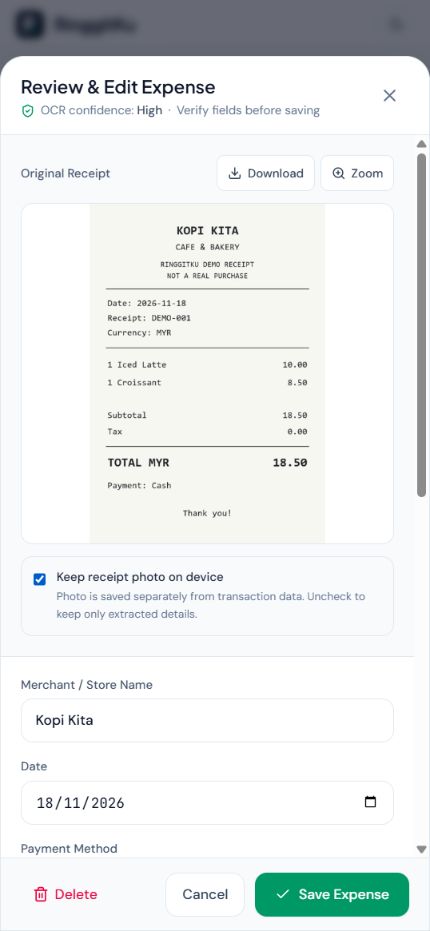 RinggitKu
Review & Edit Expense
OCR confidence: High · Verify fields before saving
Original Receipt
Download
Zoom
KOPI KITA
CAFE & BAKERY
RINGGITKU DEMO RECEIPT
NOT A REAL PURCHASE
Date: 2026-11-18
Receipt: DEMO-001
Currency: MYR
1 Iced Latte 10.00
1 Croissant 8.50
Subtotal 18.50
Tax 0.00
TOTAL MYR 18.50
Payment: Cash
Thank you!
Keep receipt photo on device
Photo is saved separately from transaction data. Uncheck to
keep only extracted details.
Merchant / Store Name
Kopi Kita
Date
18/11/2026
Payment Method
Delete
Cancel
Save Expense